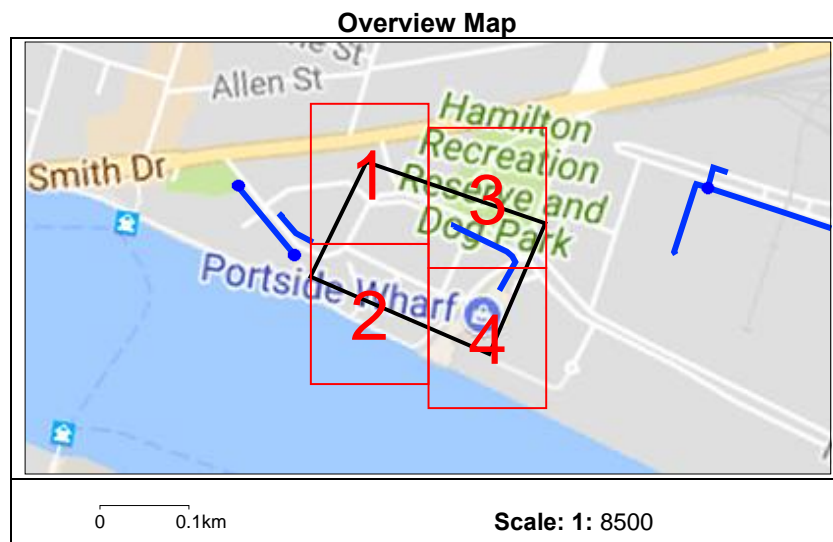 Overview Map
Allen St
Smith Dr
Hamilton
Recreation
Reserve and
Dog Park
1
3
Portside Wharf
2
4
0 0.1km
Scale: 1: 8500